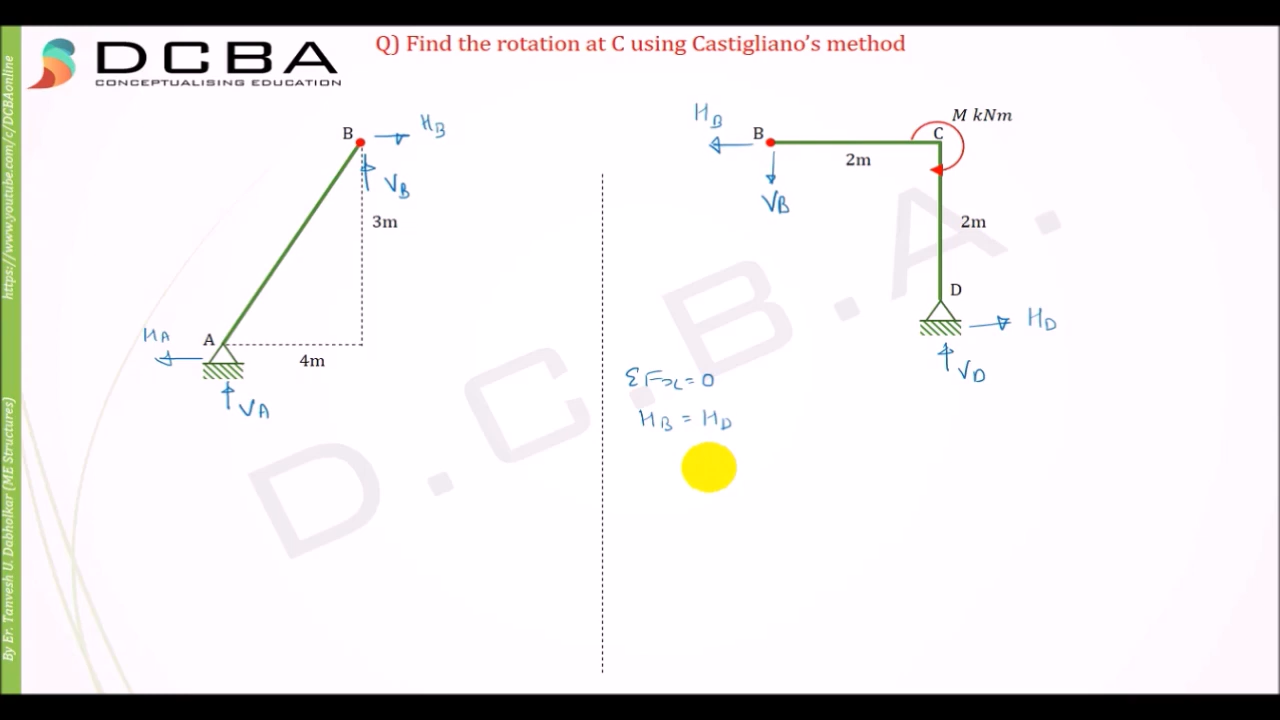 Q) Find the rotation at C using Castigliano's method
DCBA
CONCEPTUALISING EDUCATION
https://www.youtube.com/c/DCBAonline
By Er. Tanvesh U. Dabholkar (ME Structures)
B
H_B
V_B
3m
A
H_A
4m
V_A
H_B
B
V_B
2m
C
M kNm
2m
D
H_D
V_D
ΣFx=0
H_B = H_D
D.C.B.A.